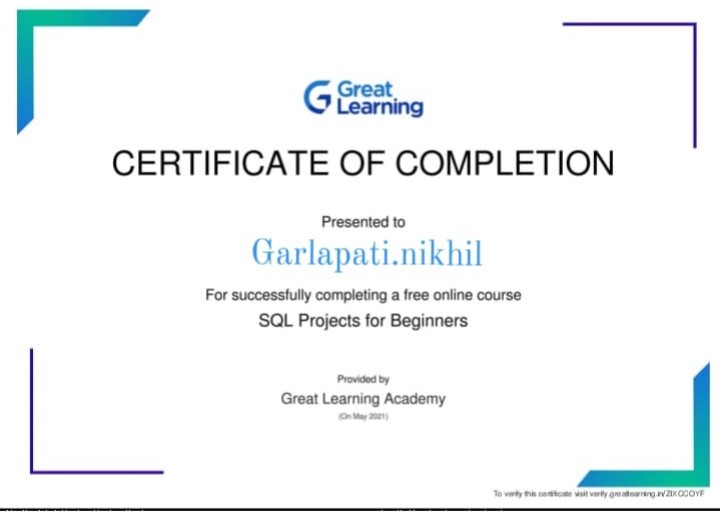 Great
Learning
CERTIFICATE OF COMPLETION
Presented to
Garlapati.nikhil
For successfully completing a free online course
SQL Projects for Beginners
Provided by
Great Learning Academy
(On May 2021)
To verify this certificate visit verify.greatlearning.in/ZIXCCOYF